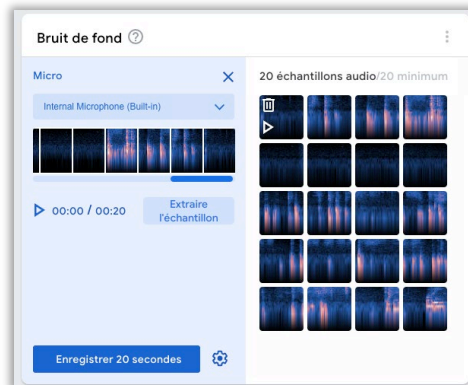 Bruit de fond
Micro
Internal Microphone (Built-in)
00:00 / 00:20
Extraire
l'échantillon
Enregistrer 20 secondes
20 échantillons audio/20 minimum